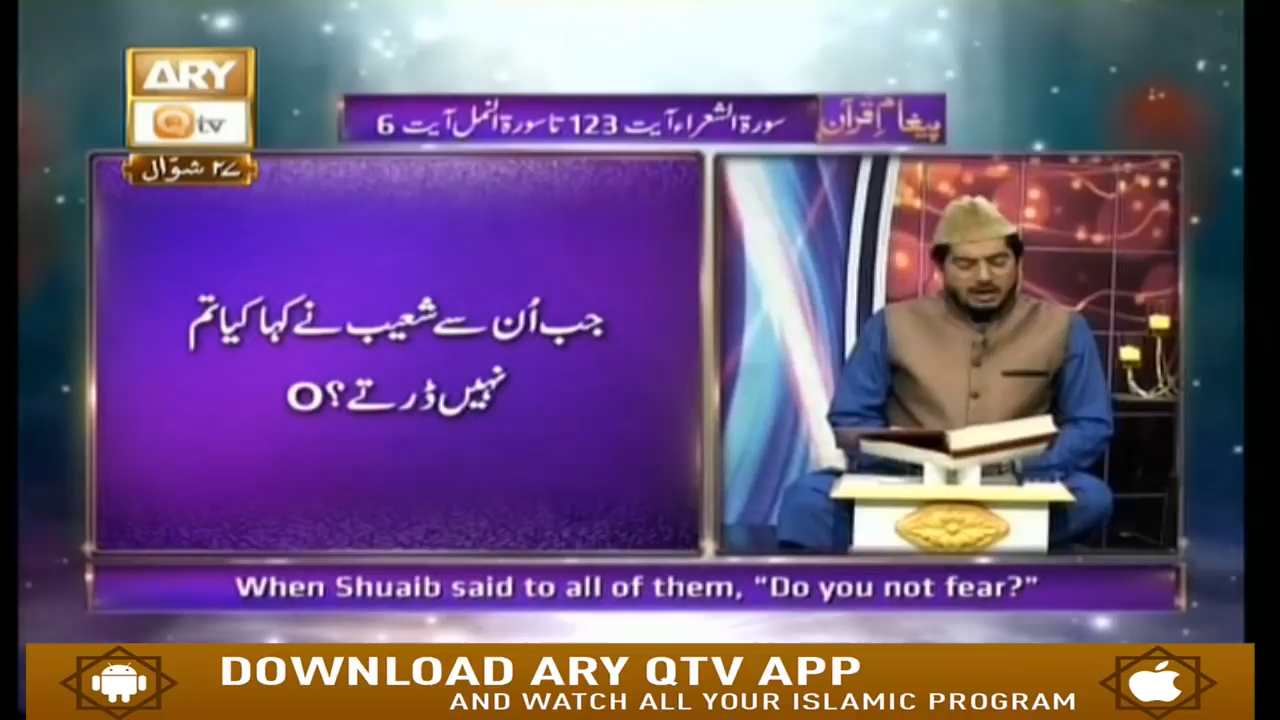 ARY
Qtv
۲۷ شوّال
پیغامِ قرآن
سورۃ الشعراء آیت 123 تا سورۃ النمل آیت 6
جب اُن سے شعیب نے کہا کیا تم
نہیں ڈرتے؟O
When Shuaib said to all of them, "Do you not fear?"
DOWNLOAD ARY QTV APP
AND WATCH ALL YOUR ISLAMIC PROGRAM